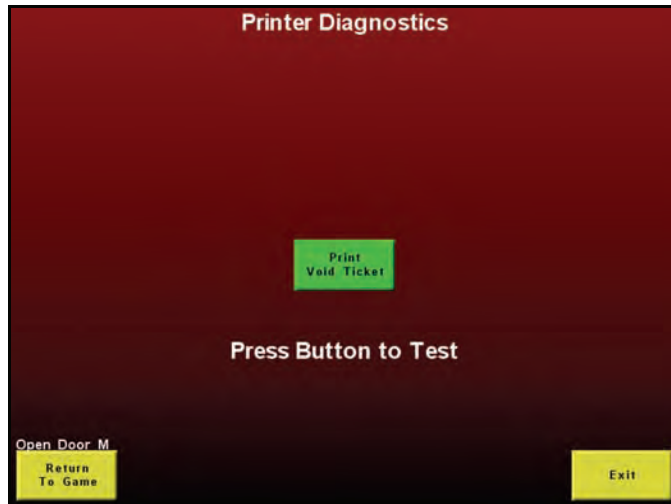 Printer Diagnostics
Print
Void Ticket
Press Button to Test
Open Door M
Return
To Game
Exit